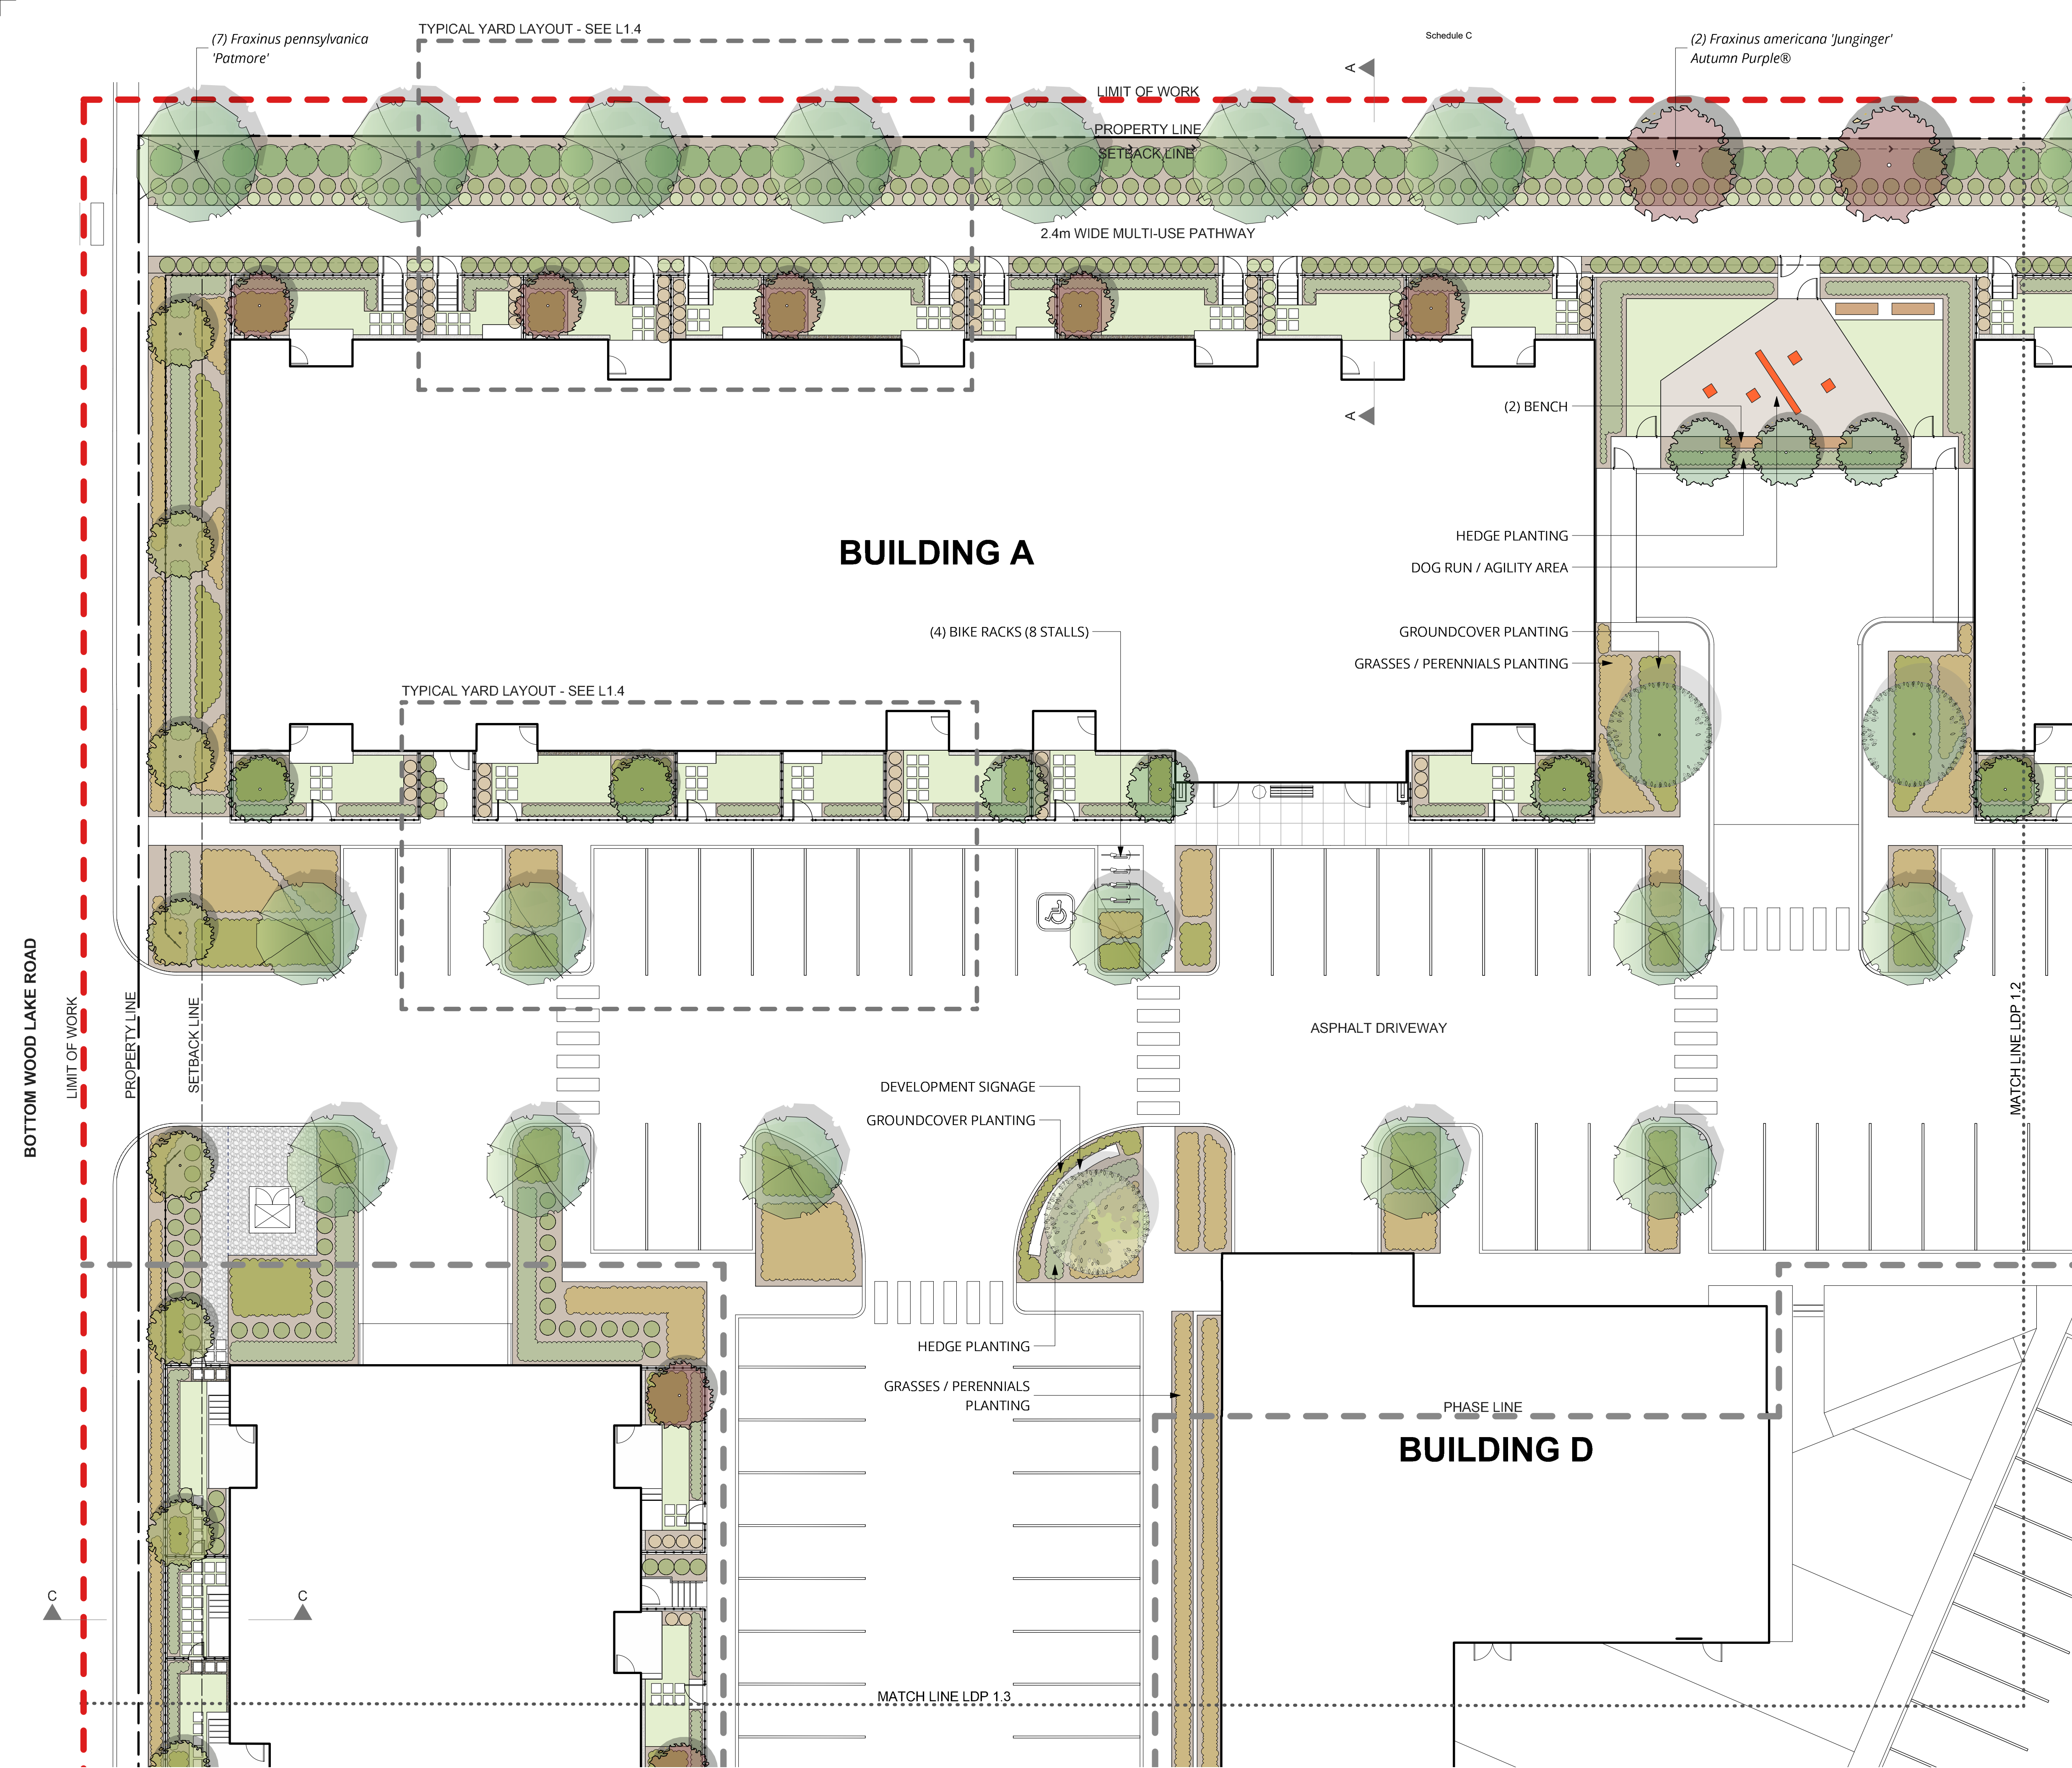 (7) Fraxinus pennsylvanica
'Patmore'
TYPICAL YARD LAYOUT - SEE L1.4
Schedule C
(2) Fraxinus americana 'Junginger'
Autumn Purple®
A
LIMIT OF WORK
PROPERTY LINE
SETBACK LINE
2.4m WIDE MULTI-USE PATHWAY
A
(2) BENCH
BUILDING A
HEDGE PLANTING
DOG RUN / AGILITY AREA
(4) BIKE RACKS (8 STALLS)
GROUNDCOVER PLANTING
GRASSES / PERENNIALS PLANTING
TYPICAL YARD LAYOUT - SEE L1.4
BOTTOM WOOD LAKE ROAD
LIMIT OF WORK
PROPERTY LINE
SETBACK LINE
ASPHALT DRIVEWAY
MATCH LINE LDP 1.2
DEVELOPMENT SIGNAGE
GROUNDCOVER PLANTING
HEDGE PLANTING
GRASSES / PERENNIALS
PLANTING
PHASE LINE
BUILDING D
C
C
MATCH LINE LDP 1.3